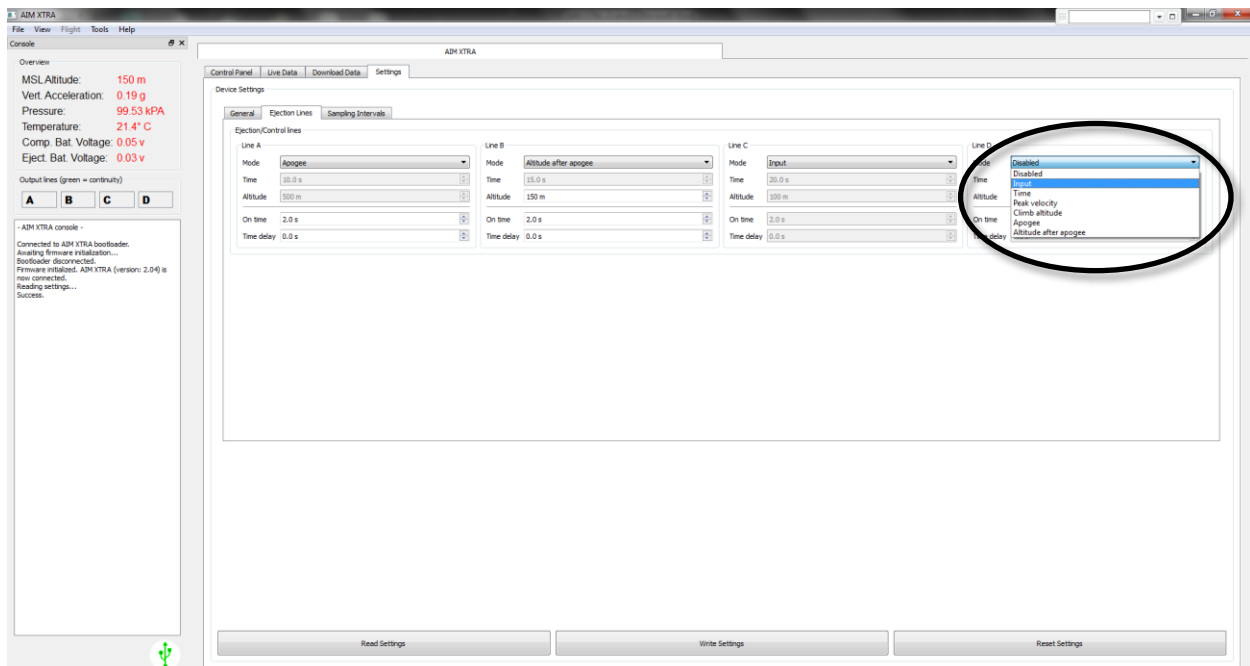 AIM XTRA
File View Flight Tools Help
Console
Overview
MSL Altitude: 150 m
Vert. Acceleration: 0.19 g
Pressure: 99.53 kPA
Temperature: 21.4° C
Comp. Bat. Voltage: 0.05 v
Eject. Bat. Voltage: 0.03 v
Output lines (green = continuity)
A B C D
- AIM XTRA console -
Connected to AIM XTRA bootloader.
Awaiting firmware initialization...
Bootloader disconnected.
Firmware initialized. AIM XTRA (version: 2.04) is
now connected.
Reading settings...
Success.
AIM XTRA
Control Panel Live Data Download Data Settings
Device Settings
General Ejection Lines Sampling Intervals
Ejection/Control lines
Line A
Mode Apogee
Time 10.0 s
Altitude 500 m
On time 2.0 s
Time delay 0.0 s
Line B
Mode Altitude after apogee
Time 15.0 s
Altitude 150 m
On time 2.0 s
Time delay 0.0 s
Line C
Mode Input
Time 20.0 s
Altitude 100 m
On time 2.0 s
Time delay 0.0 s
Line D
Mode Disabled
Disabled
Input
Time
Peak velocity
Climb altitude
Apogee
Altitude after apogee
Time
Altitude
On time
Time delay
Read Settings Write Settings Reset Settings